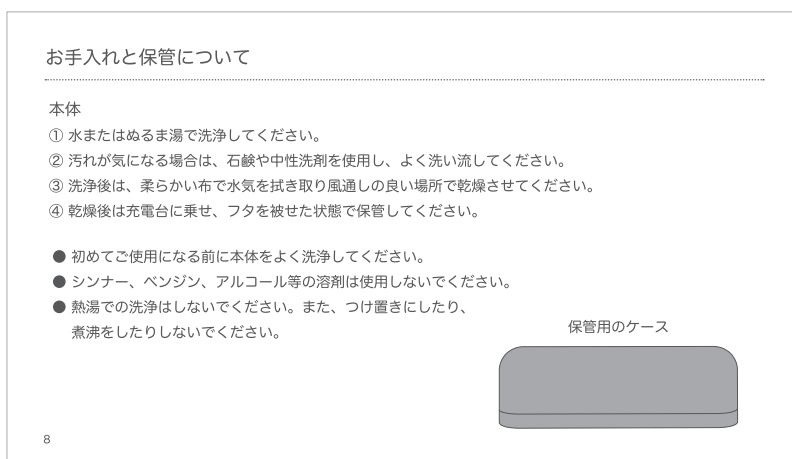 お手入れと保管について
本体
① 水またはぬるま湯で洗浄してください。
② 汚れが気になる場合は、石鹸や中性洗剤を使用し、よく洗い流してください。
③ 洗浄後は、柔らかい布で水気を拭き取り風通しの良い場所で乾燥させてください。
④ 乾燥後は充電台に乗せ、フタを被せた状態で保管してください。
● 初めてご使用になる前に本体をよく洗浄してください。
● シンナー、ベンジン、アルコール等の溶剤は使用しないでください。
● 熱湯での洗浄はしないでください。また、つけ置きにしたり、
煮沸をしたりしないでください。
保管用のケース
8